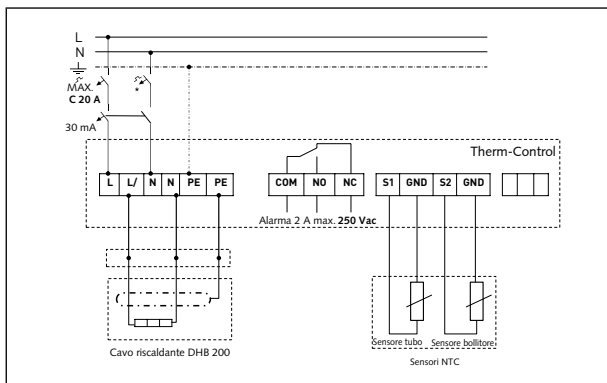 L
N
MAX.
C 20 A
*
30 mA
Therm-Control
L L/ N N PE PE
COM NO NC
S1 GND S2 GND
Alarma 2 A max. 250 Vac
Sensore tubo Sensore bollitore
Cavo riscaldante DHB 200
Sensori NTC